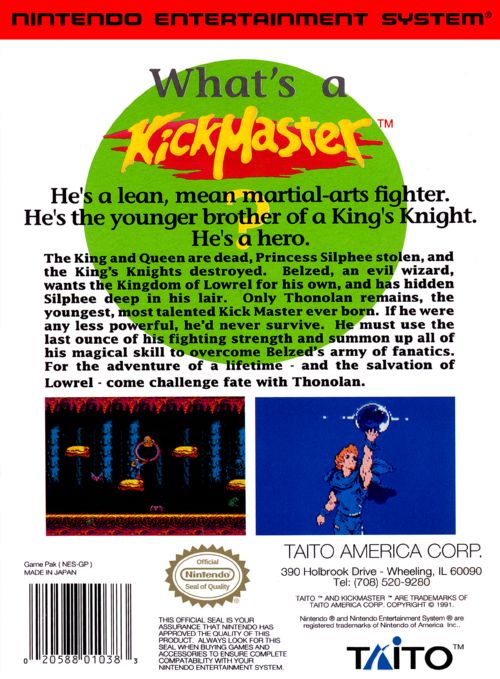 NINTENDO ENTERTAINMENT SYSTEM®
What's a
KickMaster™
?
He's a lean, mean martial-arts fighter.
He's the younger brother of a King's Knight.
He's a hero.
The King and Queen are dead, Princess Silphee stolen, and
the King's Knights destroyed. Belzed, an evil wizard,
wants the Kingdom of Lowrel for his own, and has hidden
Silphee deep in his lair. Only Thonolan remains, the
youngest, most talented Kick Master ever born. If he were
any less powerful, he'd never survive. He must use the
last ounce of his fighting strength and summon up all of
his magical skill to overcome Belzed's army of fanatics.
For the adventure of a lifetime - and the salvation of
Lowrel - come challenge fate with Thonolan.
Game Pak ( NES-GP )
MADE IN JAPAN
0 20588 01038 3
Official
Nintendo
Seal of Quality
THIS OFFICIAL SEAL IS YOUR
ASSURANCE THAT NINTENDO HAS
APPROVED THE QUALITY OF THIS
PRODUCT. ALWAYS LOOK FOR THIS
SEAL WHEN BUYING GAMES AND
ACCESSORIES TO ENSURE COMPLETE
COMPATIBILITY WITH YOUR
NINTENDO ENTERTAINMENT SYSTEM.
TAITO AMERICA CORP.
390 Holbrook Drive - Wheeling, IL 60090
Tel: (708) 520-9280
TAITO ™ AND KICKMASTER ™ ARE TRADEMARKS OF
TAITO AMERICA CORP. COPYRIGHT © 1991.
Nintendo ® and Nintendo Entertainment System ® are
registered trademarks of Nintendo of America Inc..
TAITO™